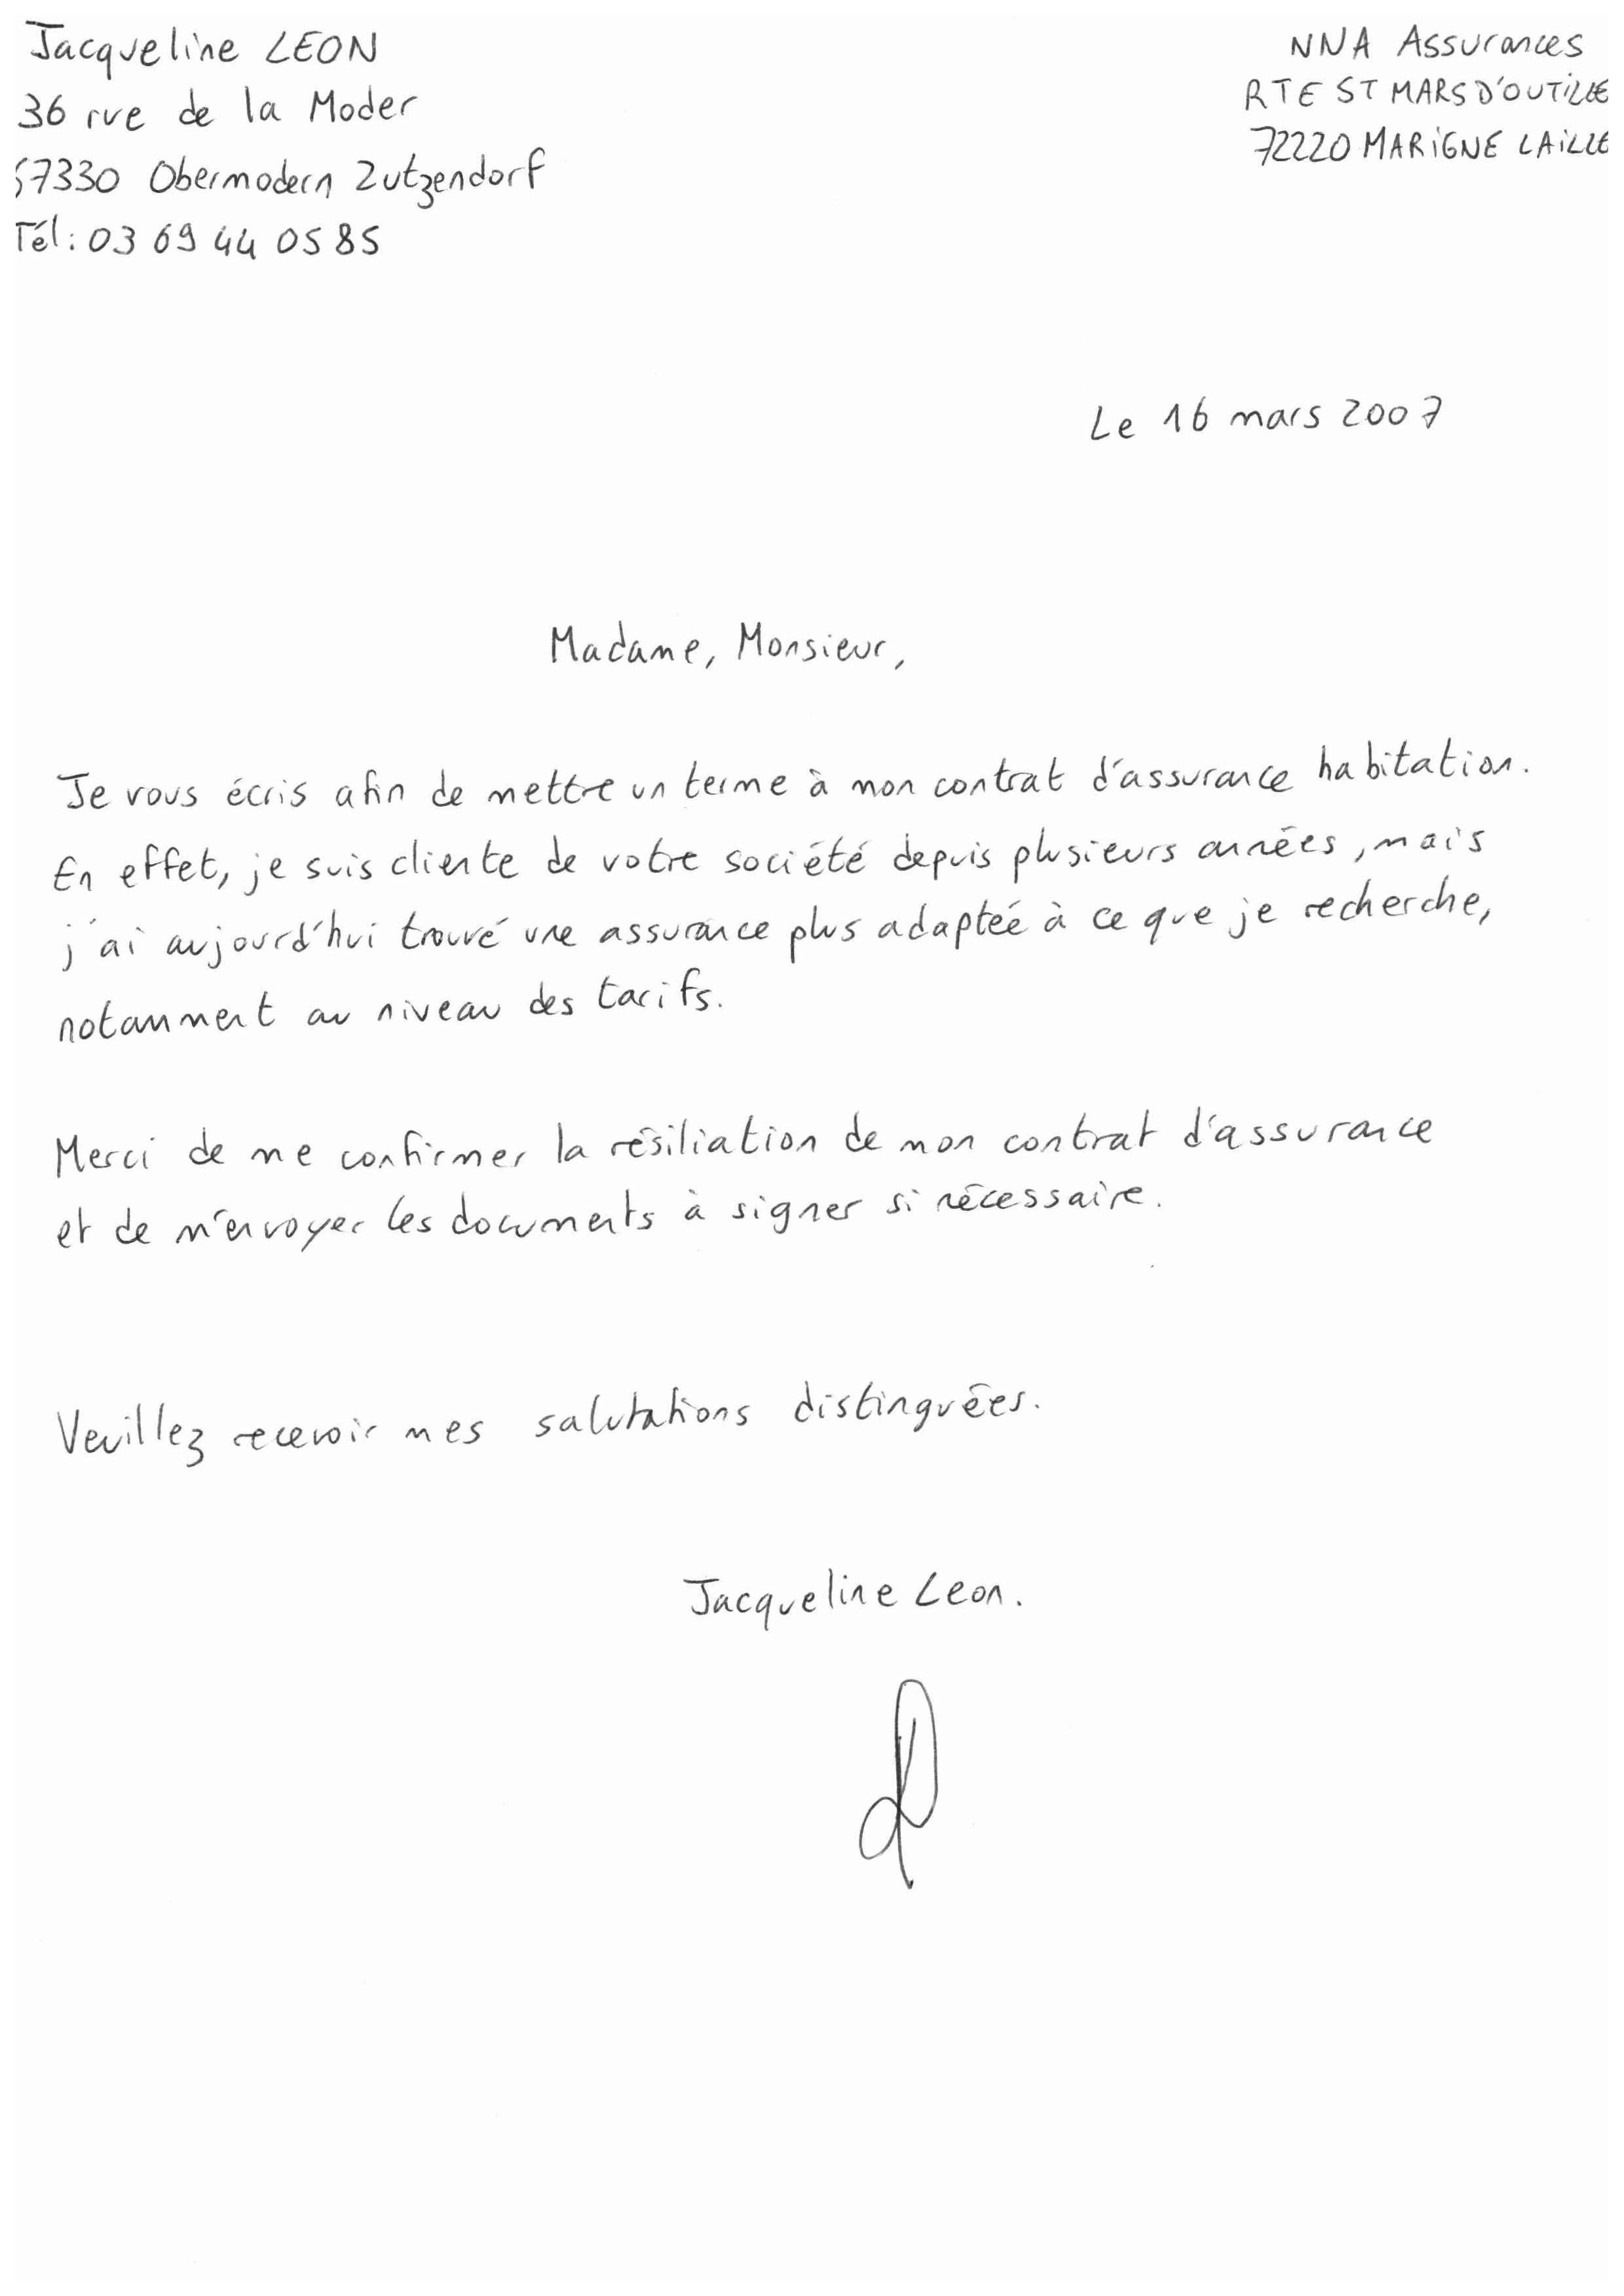 Jacqueline LEON
36 rue de la Moder
57330 Obermodern Zutzendorf
Tél : 03 69 44 05 85
NNA Assurances
RTE ST MARS D'OUTILLE
72220 MARIGNE LAILLE
Le 16 mars 2007
Madame, Monsieur,
Je vous écris afin de mettre un terme à mon contrat d'assurance habitation.
En effet, je suis cliente de votre société depuis plusieurs années, mais
j'ai aujourd'hui trouvé une assurance plus adaptée à ce que je recherche,
notamment au niveau des tarifs.
Merci de me confirmer la résiliation de mon contrat d'assurance
et de m'envoyer les documents à signer si nécessaire.
Veuillez recevoir mes salutations distinguées.
Jacqueline Leon.